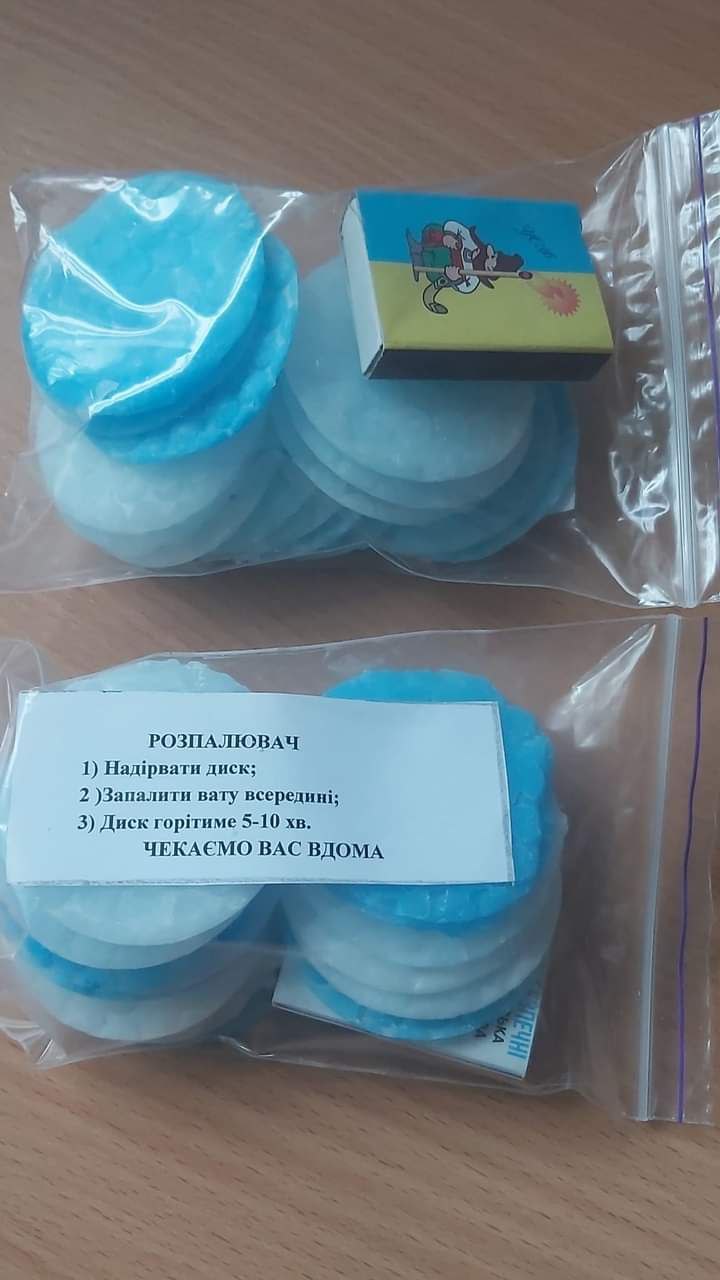 РОЗПАЛЮВАЧ
1) Надірвати диск;
2 )Запалити вату всередині;
3) Диск горітиме 5-10 хв.
ЧЕКАЄМО ВАС ВДОМА